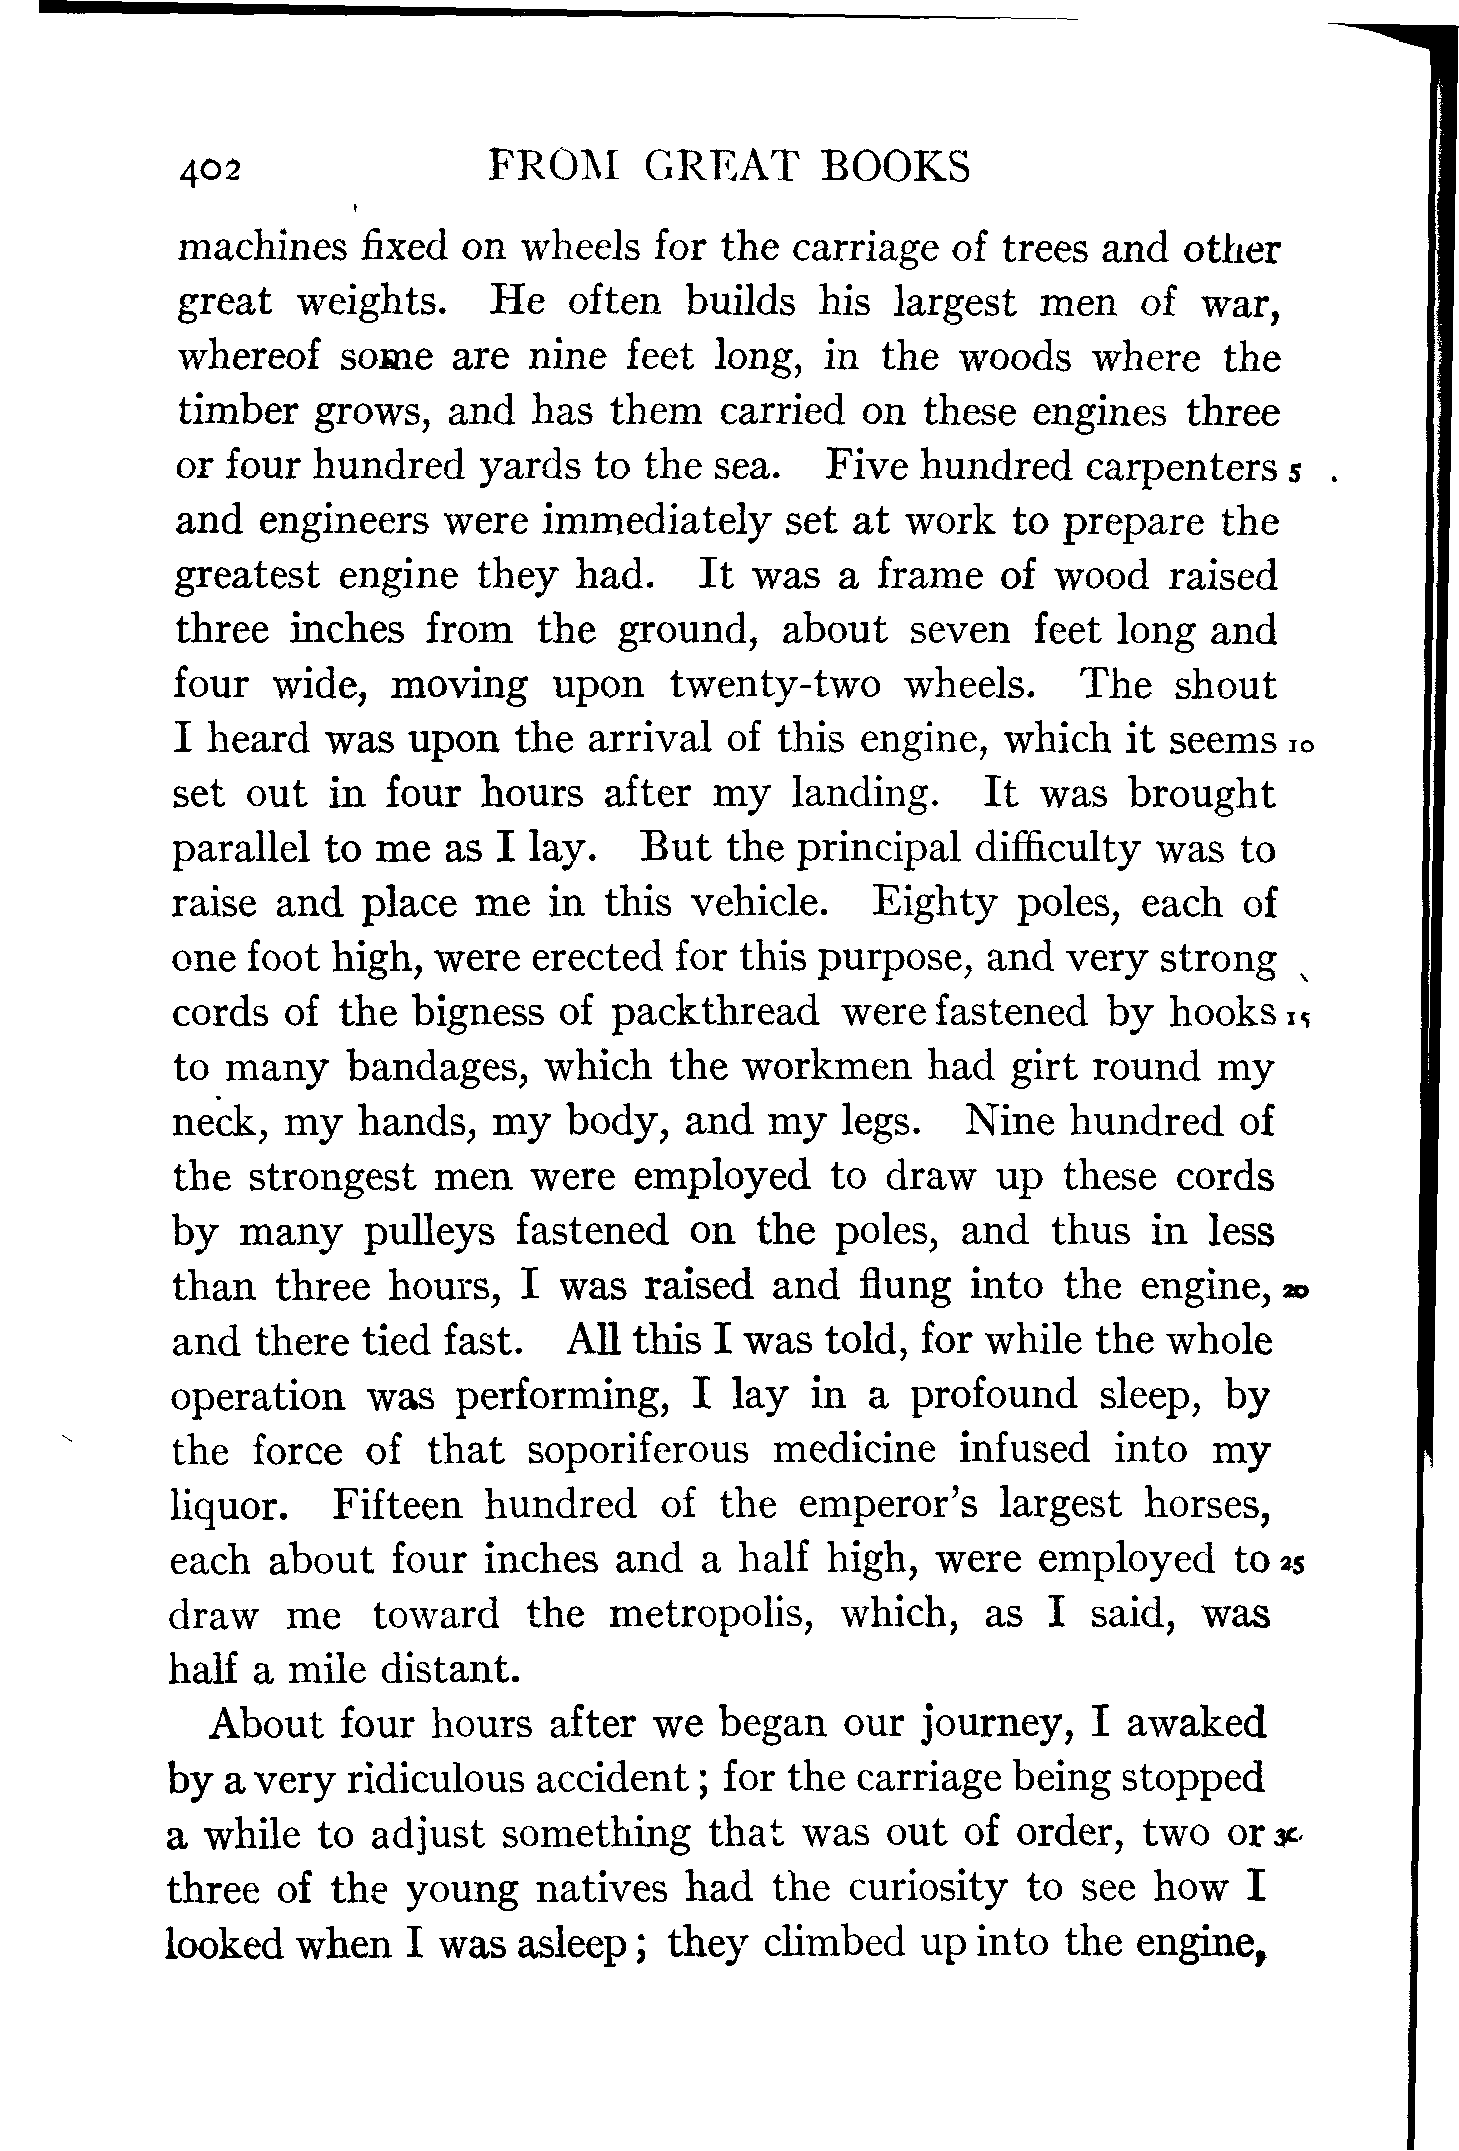 402 FROM GREAT BOOKS
machines fixed on wheels for the carriage of trees and other
great weights. He often builds his largest men of war,
whereof some are nine feet long, in the woods where the
timber grows, and has them carried on these engines three
or four hundred yards to the sea. Five hundred carpenters 5
and engineers were immediately set at work to prepare the
greatest engine they had. It was a frame of wood raised
three inches from the ground, about seven feet long and
four wide, moving upon twenty-two wheels. The shout
I heard was upon the arrival of this engine, which it seems 10
set out in four hours after my landing. It was brought
parallel to me as I lay. But the principal difficulty was to
raise and place me in this vehicle. Eighty poles, each of
one foot high, were erected for this purpose, and very strong
cords of the bigness of packthread were fastened by hooks 15
to many bandages, which the workmen had girt round my
neck, my hands, my body, and my legs. Nine hundred of
the strongest men were employed to draw up these cords
by many pulleys fastened on the poles, and thus in less
than three hours, I was raised and flung into the engine, 20
and there tied fast. All this I was told, for while the whole
operation was performing, I lay in a profound sleep, by
the force of that soporiferous medicine infused into my
liquor. Fifteen hundred of the emperor's largest horses,
each about four inches and a half high, were employed to 25
draw me toward the metropolis, which, as I said, was
half a mile distant.
About four hours after we began our journey, I awaked
by a very ridiculous accident; for the carriage being stopped
a while to adjust something that was out of order, two or 30
three of the young natives had the curiosity to see how I
looked when I was asleep; they climbed up into the engine,